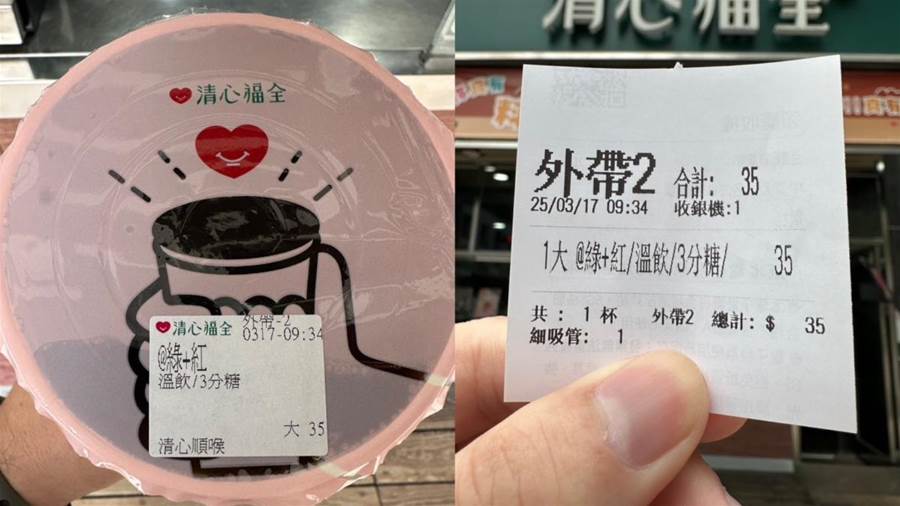 清心福全
清心福全
外帶-2
0317-09:34
@綠+紅
溫飲/3分糖
大 35
清心順喉
清心福全
外帶2 合計: 35
25/03/17 09:34 收銀機:1
1大 @綠+紅/溫飲/3分糖/ 35
共 : 1 杯 外帶2 總計: $ 35
細吸管: 1